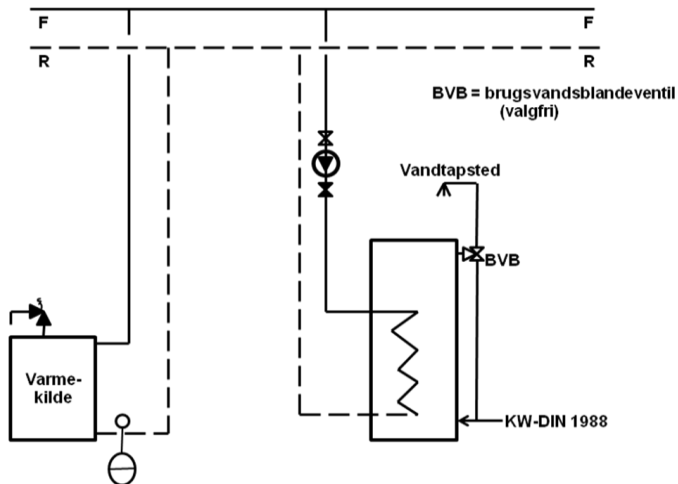 F
F
R
R
BVB = brugsvandsblandeventil
(valgfri)
Vandtapsted
BVB
Varme-
kilde
KW-DIN 1988